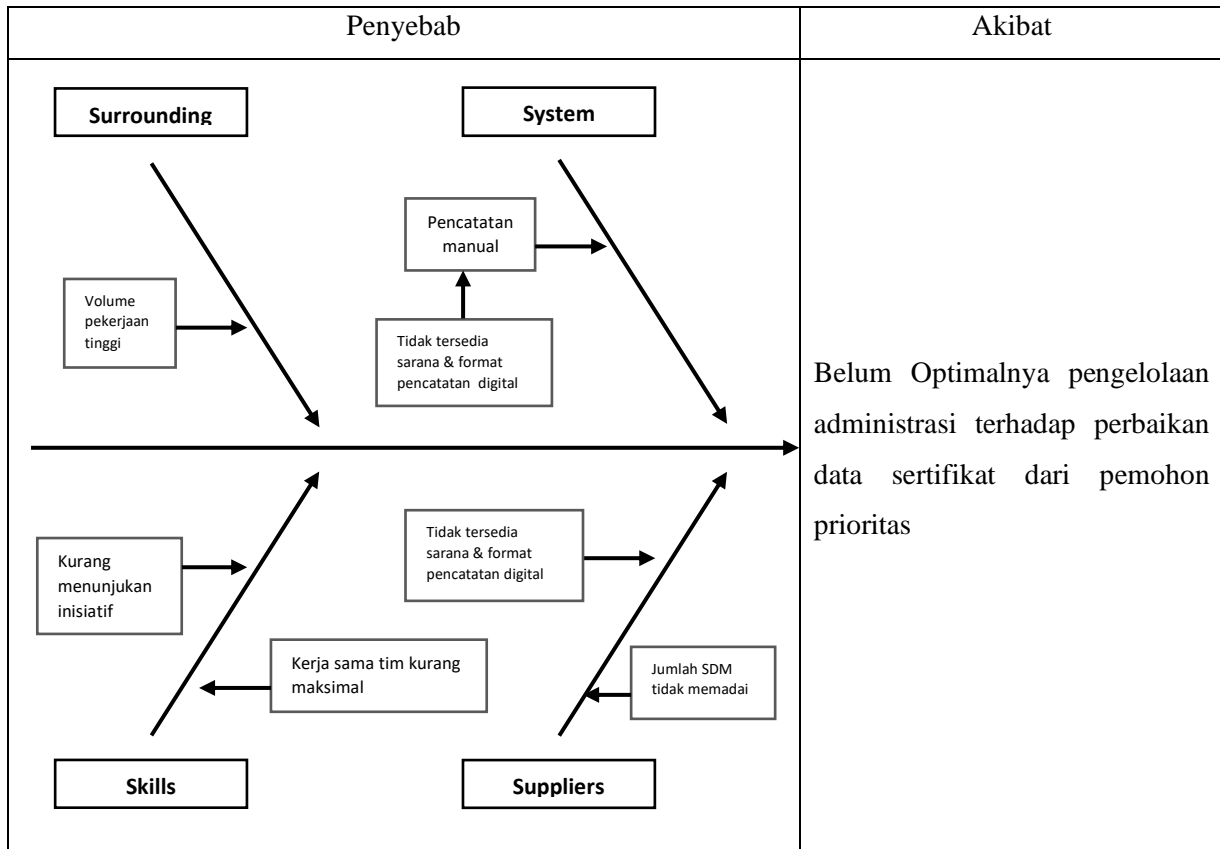 Penyebab
Akibat
Surrounding
System
Pencatatan
manual
Volume
pekerjaan
tinggi
Tidak tersedia
sarana & format
pencatatan digital
Belum Optimalnya pengelolaan
administrasi terhadap perbaikan
data sertifikat dari pemohon
prioritas
Tidak tersedia
sarana & format
pencatatan digital
Kurang
menunjukan
inisiatif
Kerja sama tim kurang
maksimal
Jumlah SDM
tidak memadai
Skills
Suppliers